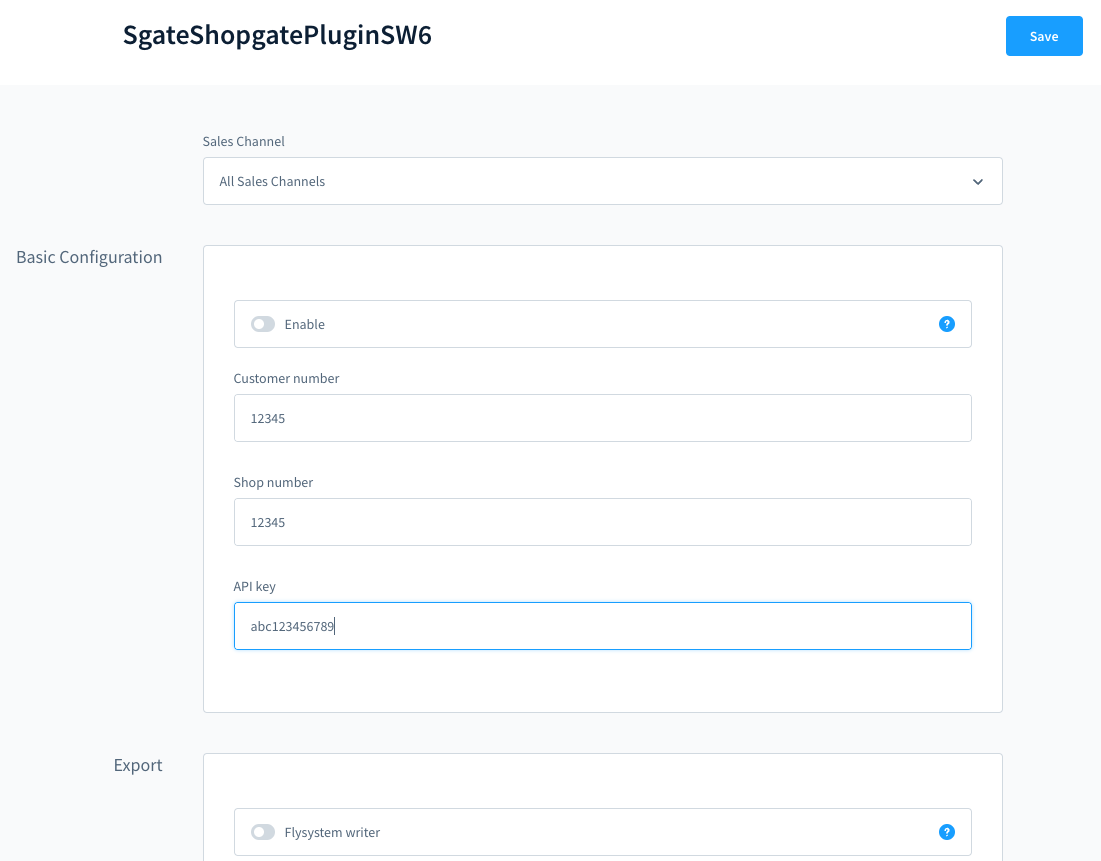 SgateShopgatePluginSW6
Save
Sales Channel
All Sales Channels
Basic Configuration
Enable
?
Customer number
12345
Shop number
12345
API key
abc123456789
Export
Flysystem writer
?